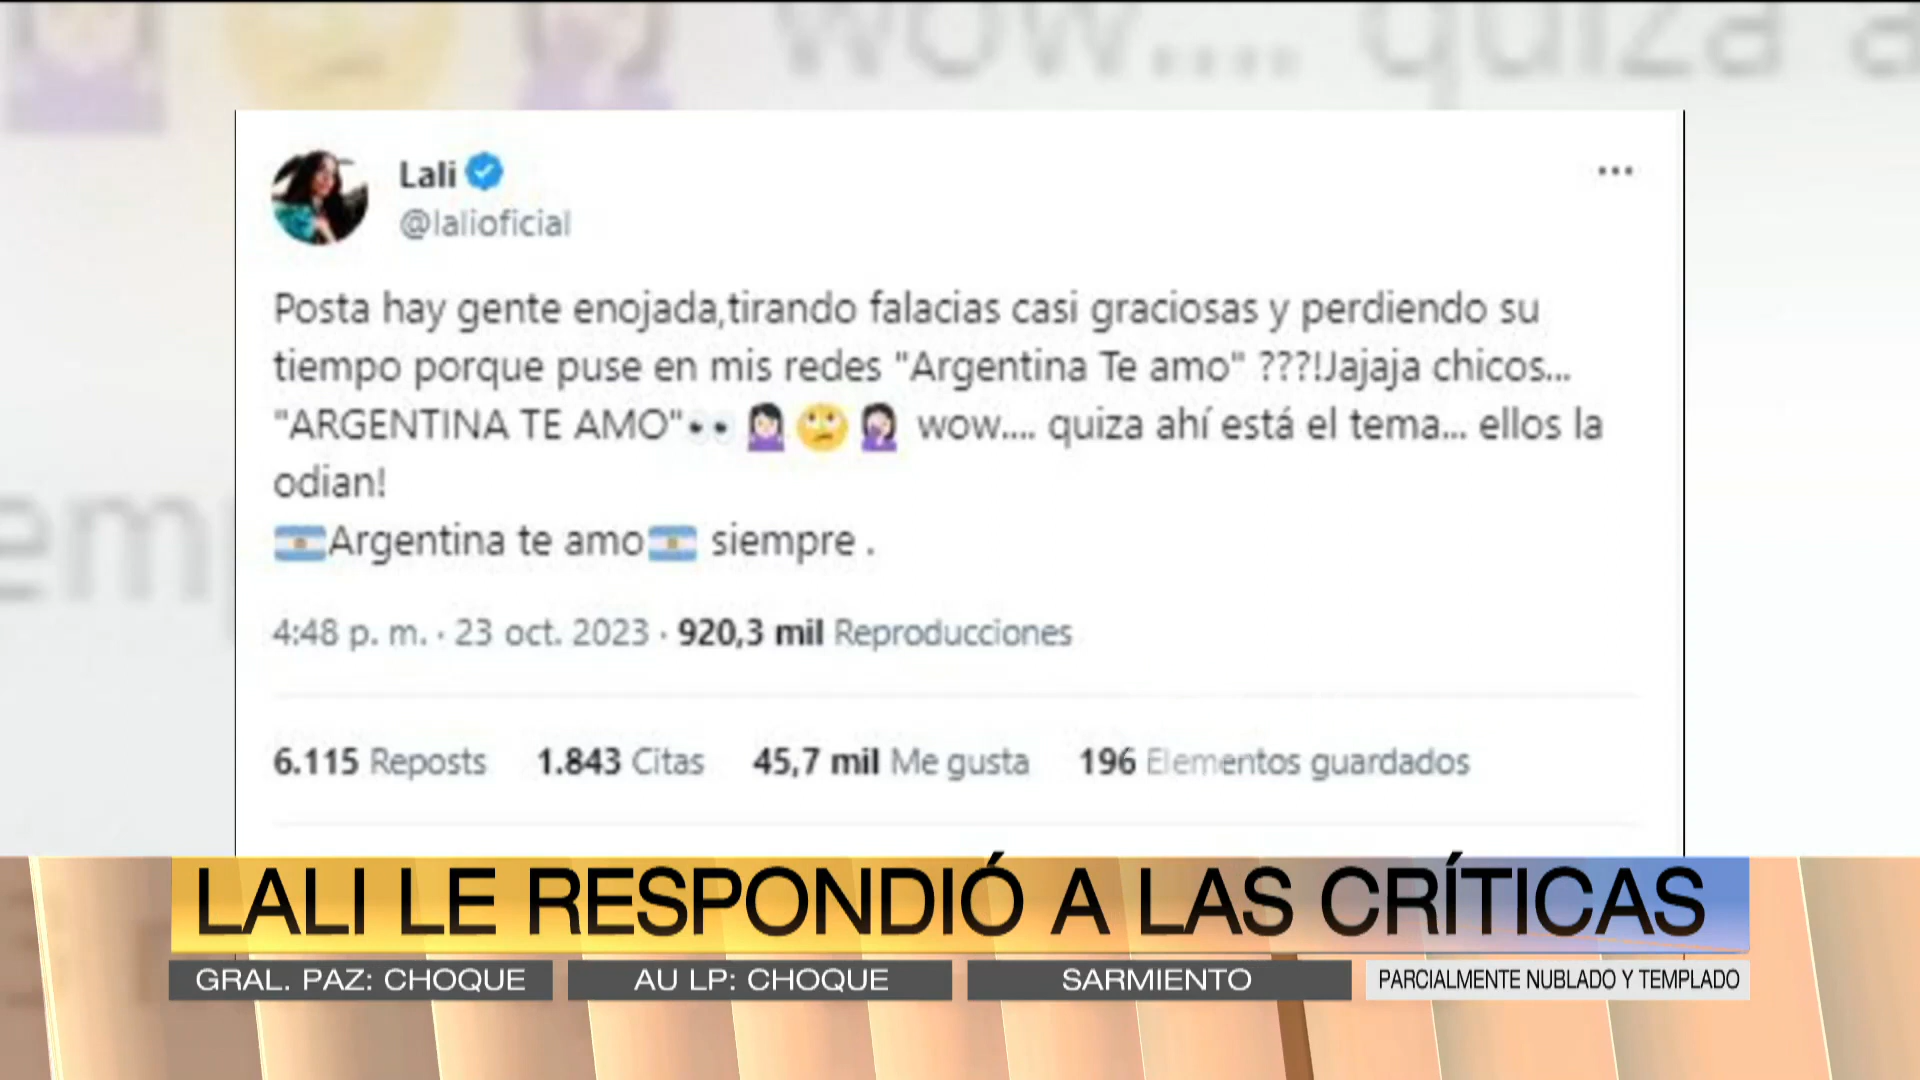 wow.... quiza a
Lali
@lalioficial
Posta hay gente enojada,tirando falacias casi graciosas y perdiendo su
tiempo porque puse en mis redes "Argentina Te amo" ???!Jajaja chicos...
"ARGENTINA TE AMO"👀🤷🏻‍♀️🙄🤦🏻‍♀️ wow.... quiza ahí está el tema... ellos la
odian!
🇦🇷Argentina te amo🇦🇷 siempre .
emp
4:48 p. m. · 23 oct. 2023 · 920,3 mil Reproducciones
6.115 Reposts 1.843 Citas 45,7 mil Me gusta 196 Elementos guardados
LALI LE RESPONDIÓ A LAS CRÍTICAS
GRAL. PAZ: CHOQUE AU LP: CHOQUE SARMIENTO PARCIALMENTE NUBLADO Y TEMPLADO